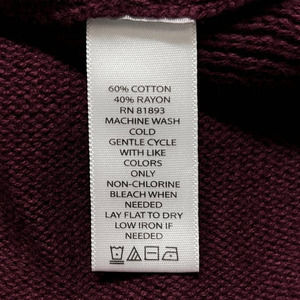 60% COTTON
40% RAYON
RN 81893
MACHINE WASH
COLD
GENTLE CYCLE
WITH LIKE
COLORS
ONLY
NON-CHLORINE
BLEACH WHEN
NEEDED
LAY FLAT TO DRY
LOW IRON IF
NEEDED